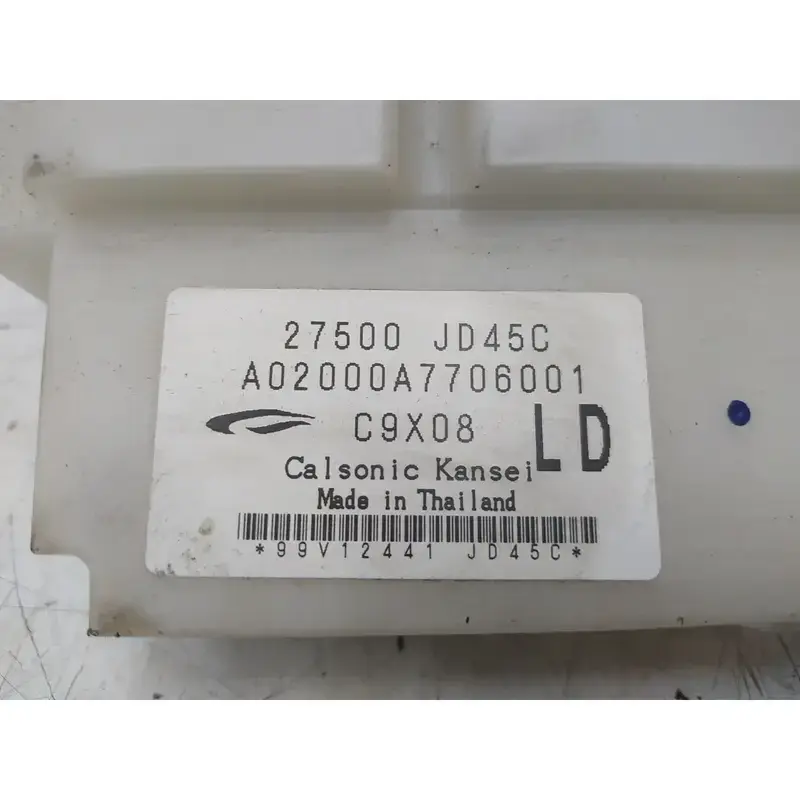 27500 JD45C
A02000A7706001
C9X08
LD
Calsonic Kansei
Made in Thailand
*99V12441 JD45C*